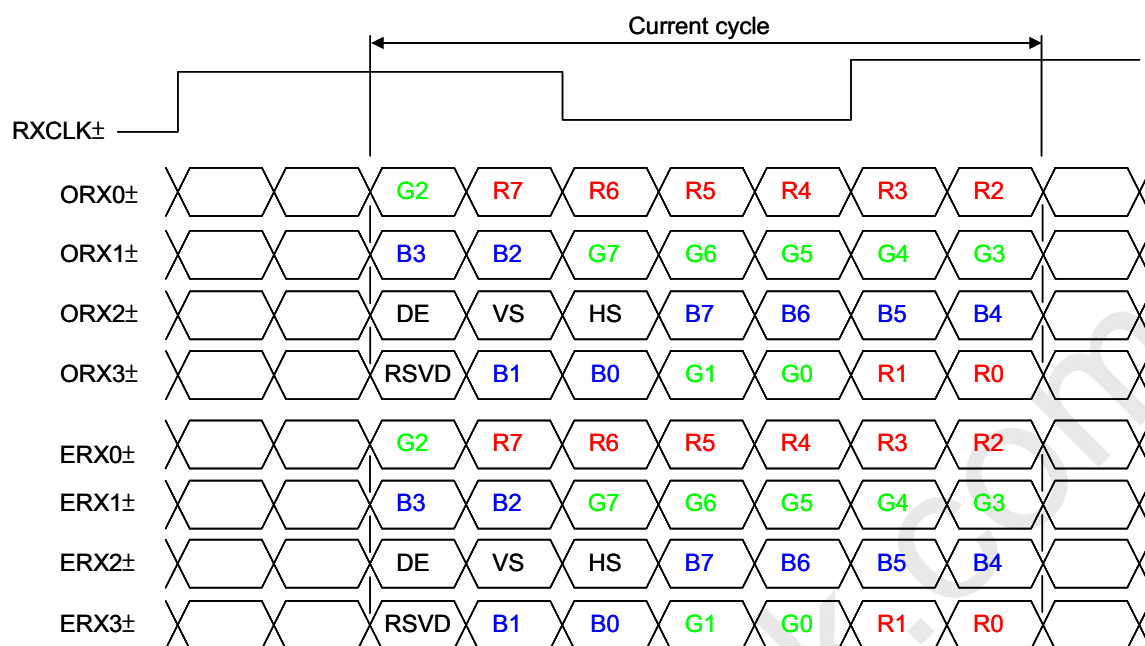 Current cycle
RXCLK±
ORX0± G2 R7 R6 R5 R4 R3 R2
ORX1± B3 B2 G7 G6 G5 G4 G3
ORX2± DE VS HS B7 B6 B5 B4
ORX3± RSVD B1 B0 G1 G0 R1 R0
ERX0± G2 R7 R6 R5 R4 R3 R2
ERX1± B3 B2 G7 G6 G5 G4 G3
ERX2± DE VS HS B7 B6 B5 B4
ERX3± RSVD B1 B0 G1 G0 R1 R0
k.com